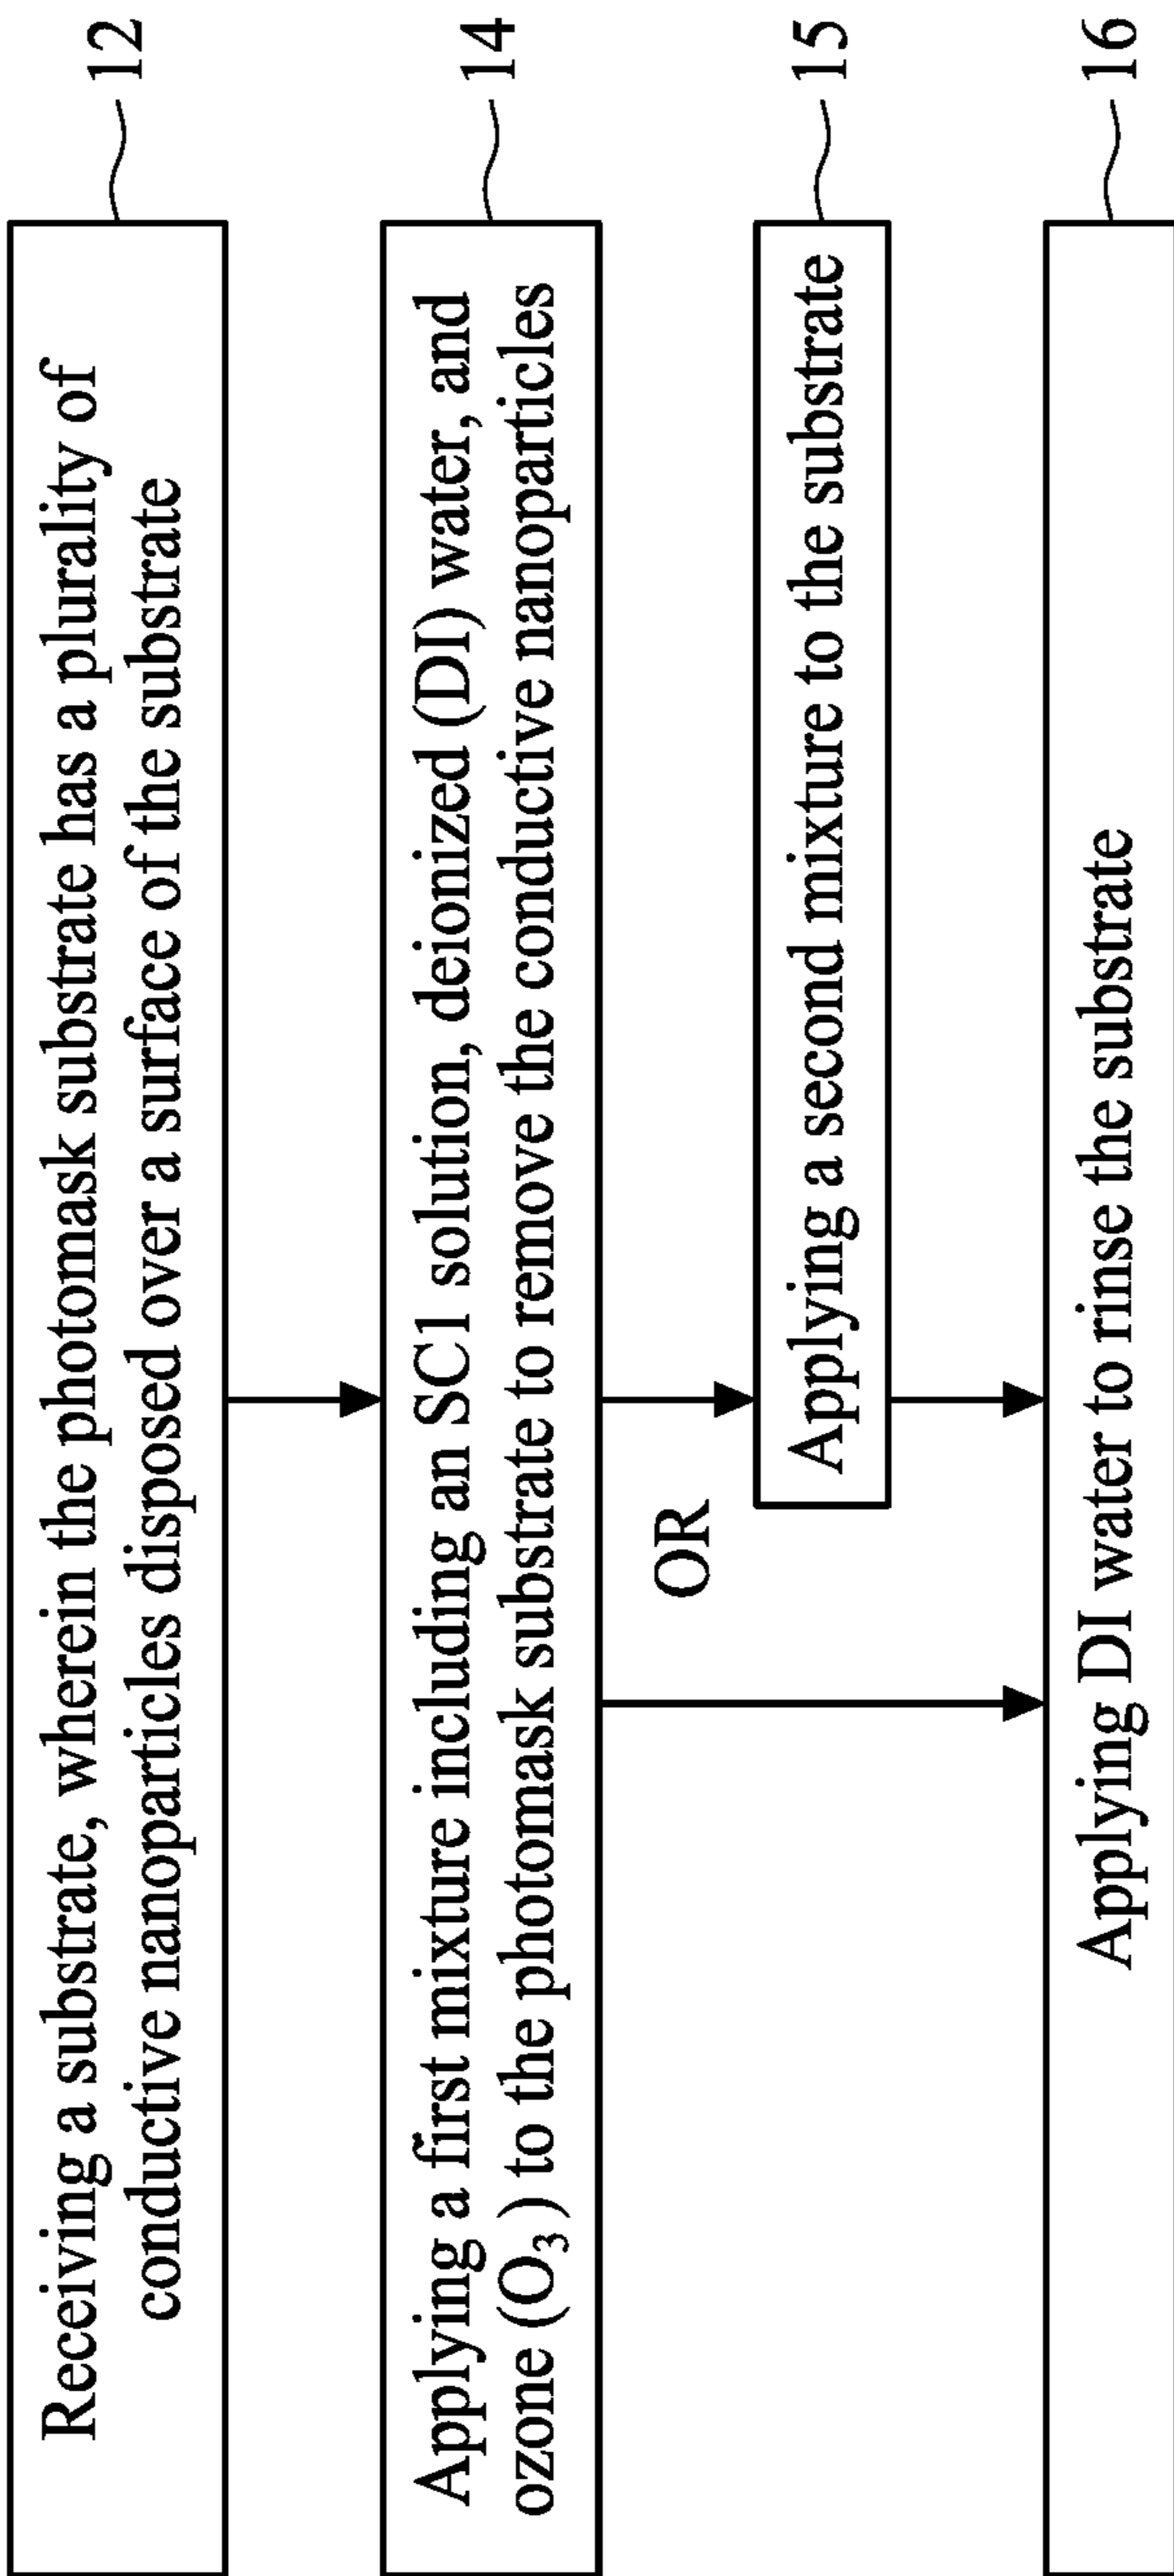 Receiving a substrate, wherein the photomask substrate has a plurality of
conductive nanoparticles disposed over a surface of the substrate
12
Applying a first mixture including an SC1 solution, deionized (DI) water, and
ozone (O₃) to the photomask substrate to remove the conductive nanoparticles
14
OR
Applying a second mixture to the substrate
15
Applying DI water to rinse the substrate
16